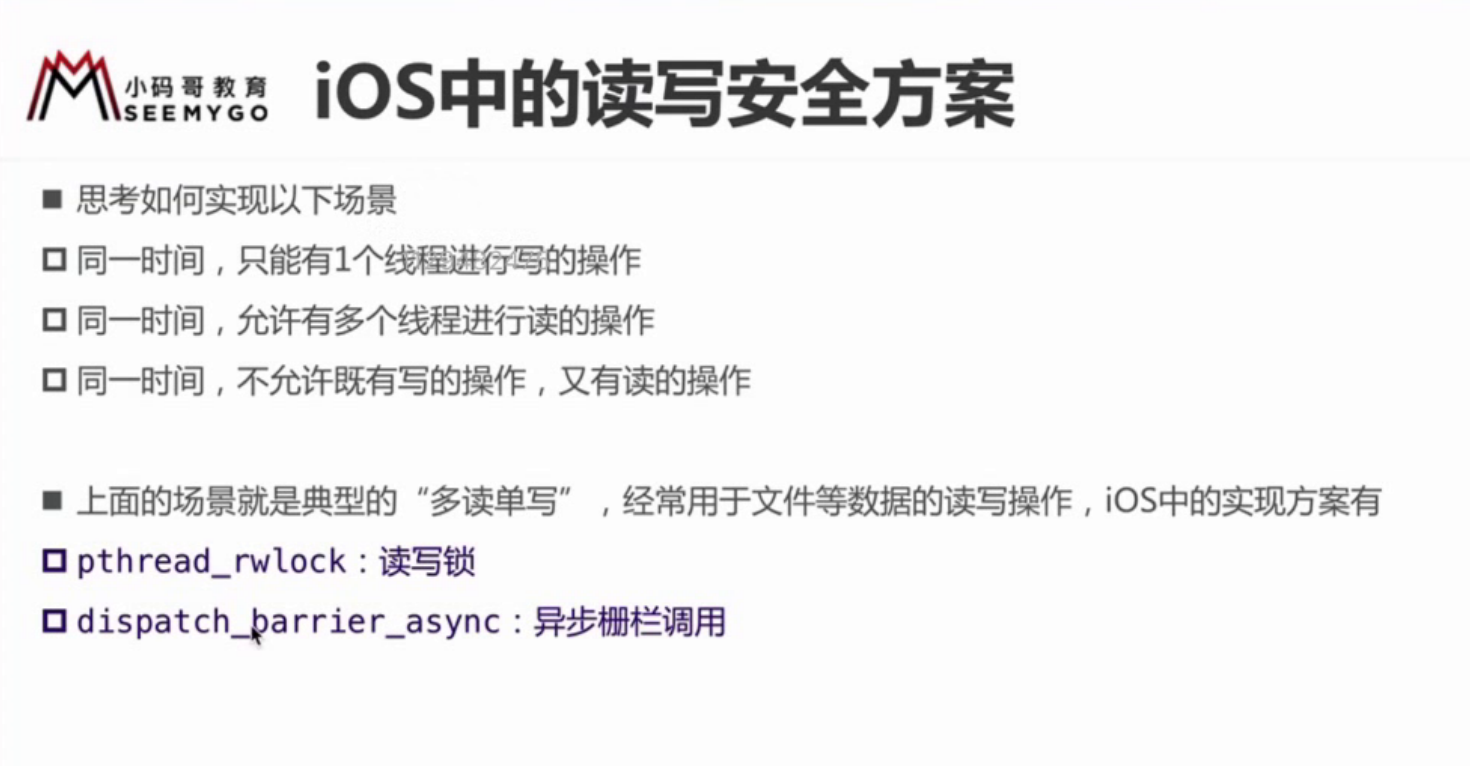 小码哥教育
SEEMYGO
iOS中的读写安全方案
思考如何实现以下场景
同一时间，只能有1个线程进行写的操作
同一时间，允许有多个线程进行读的操作
同一时间，不允许既有写的操作，又有读的操作
上面的场景就是典型的“多读单写”，经常用于文件等数据的读写操作，iOS中的实现方案有
pthread_rwlock：读写锁
dispatch_barrier_async：异步栅栏调用